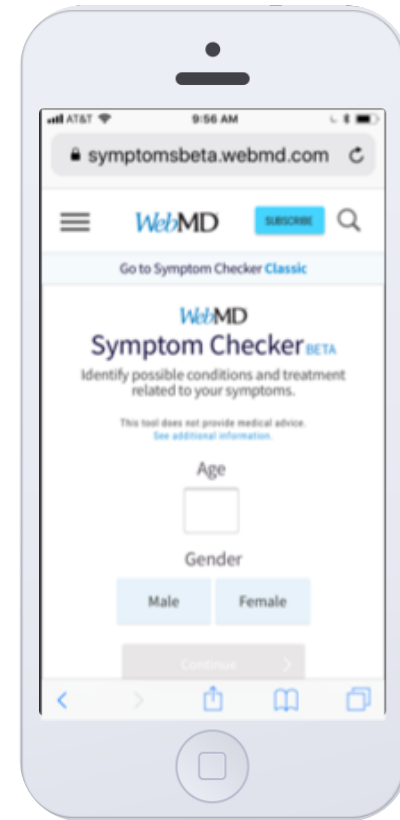 AT&T 9:56 AM
symptomsbeta.webmd.com
WebMD SUBSCRIBE
Go to Symptom Checker Classic
WebMD
Symptom Checker BETA
Identify possible conditions and treatment
related to your symptoms.
This tool does not provide medical advice.
See additional information.
Age
Gender
Male Female
Continue